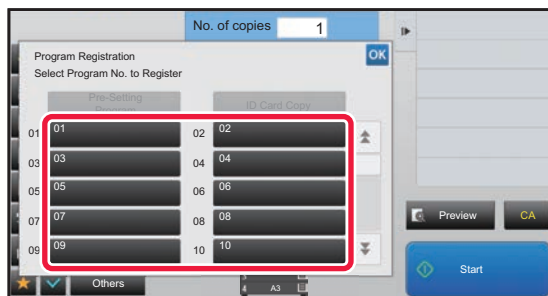 No. of copies 1
Program Registration
OK
Select Program No. to Register
Pre-Setting
Program
ID Card Copy
01 01 02 02
03 03 04 04
05 05 06 06
07 07 08 08
09 09 10 10
Preview
CA
Start
Others
4 A3